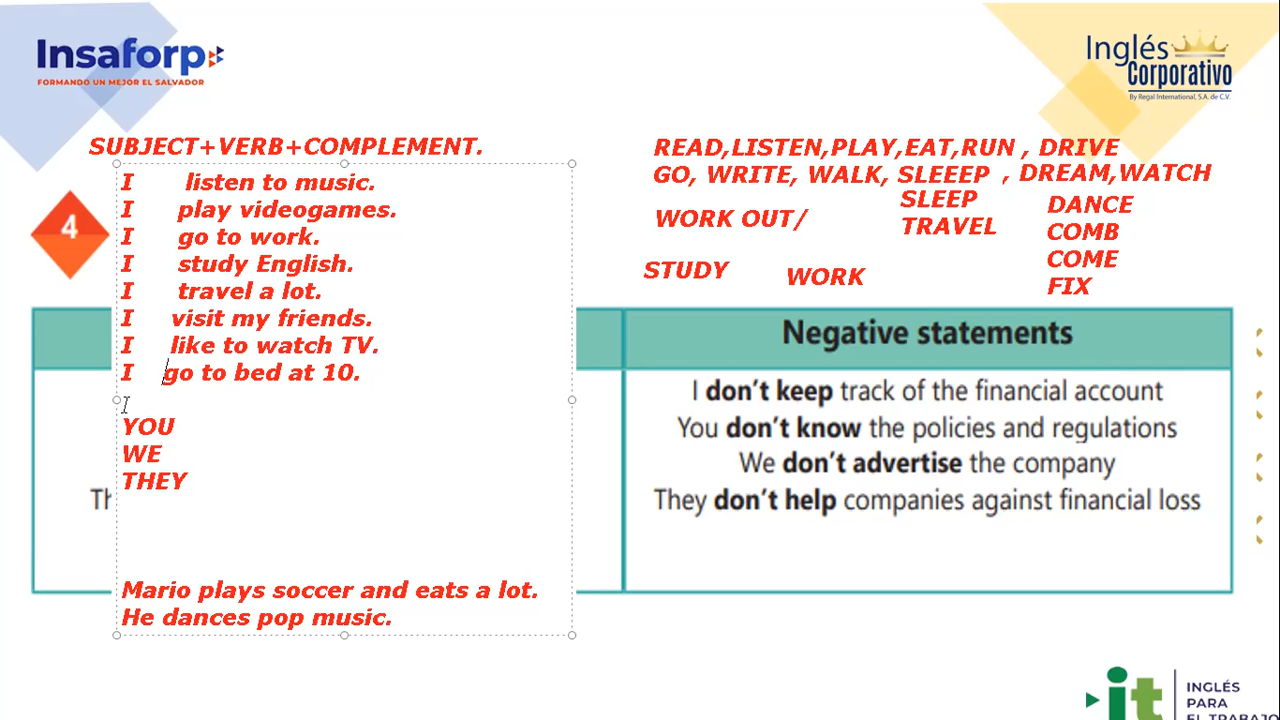 Insaforp
FORMANDO UN MEJOR EL SALVADOR
Inglés
Corporativo
By Regal International, S.A. de C.V.
SUBJECT+VERB+COMPLEMENT.
I listen to music.
I play videogames.
I go to work.
I study English.
I travel a lot.
I visit my friends.
I like to watch TV.
I go to bed at 10.
YOU
WE
THEY
Mario plays soccer and eats a lot.
He dances pop music.
READ,LISTEN,PLAY,EAT,RUN , DRIVE
GO, WRITE, WALK, SLEEEP , DREAM,WATCH
SLEEP
TRAVEL
WORK OUT/
DANCE
COMB
COME
FIX
STUDY
WORK
4
Th
Negative statements
I don't keep track of the financial account
You don't know the policies and regulations
We don't advertise the company
They don't help companies against financial loss
it
INGLÉS
PARA
EL TRABAJO